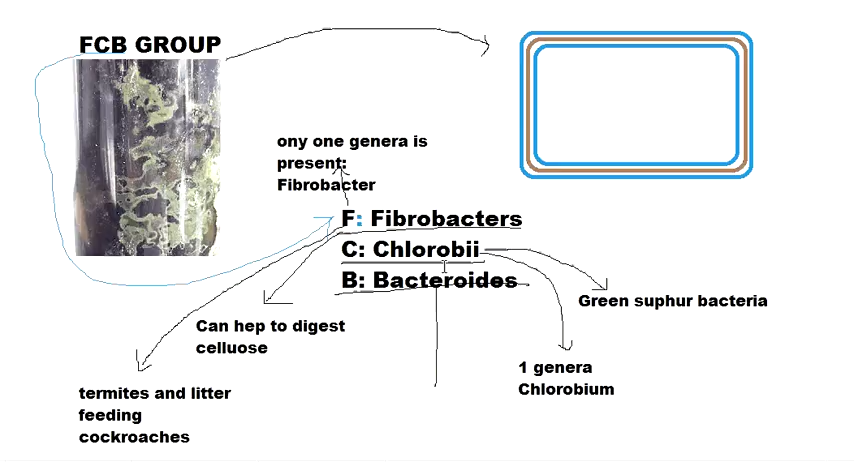 FCB GROUP
ony one genera is
present:
Fibrobacter
F: Fibrobacters
C: Chlorobii
B: Bacteroides
Green suphur bacteria
Can hep to digest
celluose
1 genera
Chlorobium
termites and litter
feeding
cockroaches